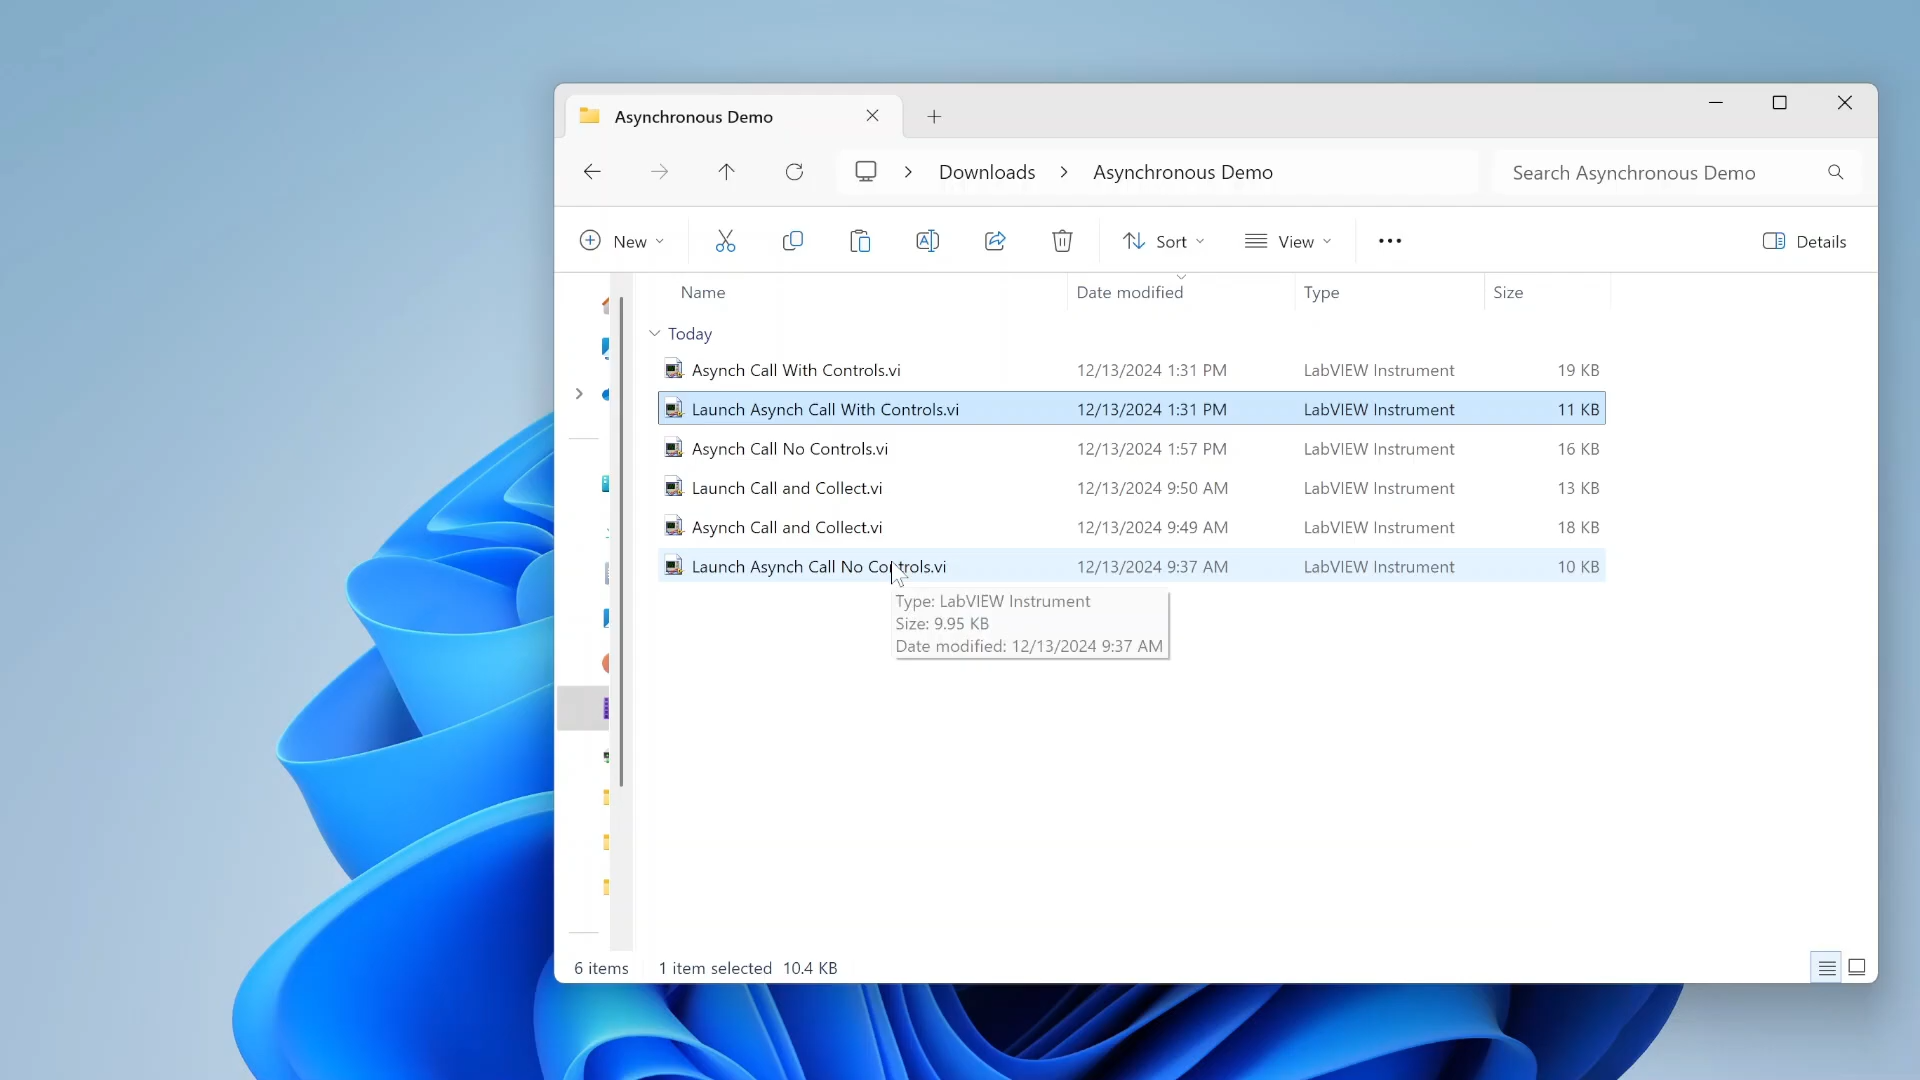 Asynchronous Demo
Downloads > Asynchronous Demo
Search Asynchronous Demo
New
Sort
View
Details
Name Date modified Type Size
Today
Asynch Call With Controls.vi 12/13/2024 1:31 PM LabVIEW Instrument 19 KB
Launch Asynch Call With Controls.vi 12/13/2024 1:31 PM LabVIEW Instrument 11 KB
Asynch Call No Controls.vi 12/13/2024 1:57 PM LabVIEW Instrument 16 KB
Launch Call and Collect.vi 12/13/2024 9:50 AM LabVIEW Instrument 13 KB
Asynch Call and Collect.vi 12/13/2024 9:49 AM LabVIEW Instrument 18 KB
Launch Asynch Call No Controls.vi 12/13/2024 9:37 AM LabVIEW Instrument 10 KB
Type: LabVIEW Instrument
Size: 9.95 KB
Date modified: 12/13/2024 9:37 AM
6 items 1 item selected 10.4 KB